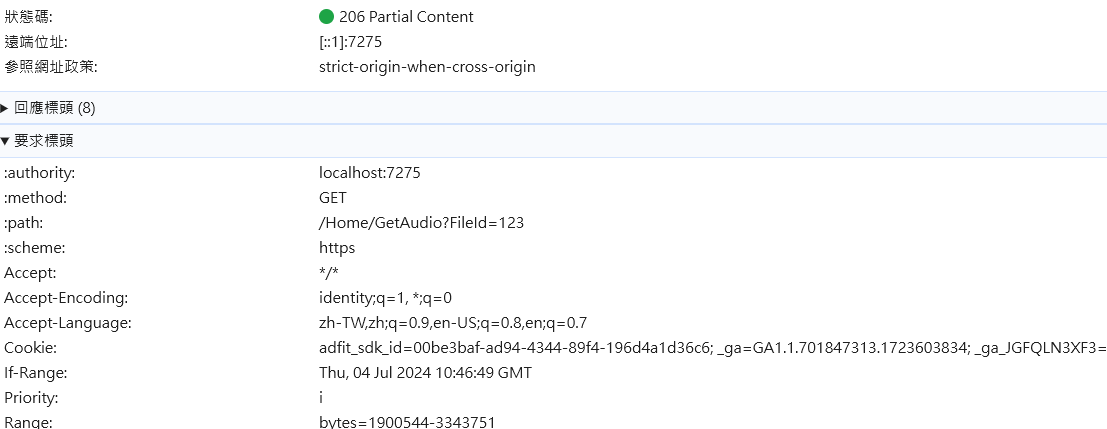 狀態碼: 206 Partial Content
遠端位址: [::1]:7275
參照網址政策: strict-origin-when-cross-origin
回應標頭 (8)
要求標頭
:authority: localhost:7275
:method: GET
:path: /Home/GetAudio?FileId=123
:scheme: https
Accept: */*
Accept-Encoding: identity;q=1, *;q=0
Accept-Language: zh-TW,zh;q=0.9,en-US;q=0.8,en;q=0.7
Cookie: adfit_sdk_id=00be3baf-ad94-4344-89f4-196d4a1d36c6; _ga=GA1.1.701847313.1723603834; _ga_JGFQLN3XF3=
If-Range: Thu, 04 Jul 2024 10:46:49 GMT
Priority: i
Range: bytes=1900544-3343751